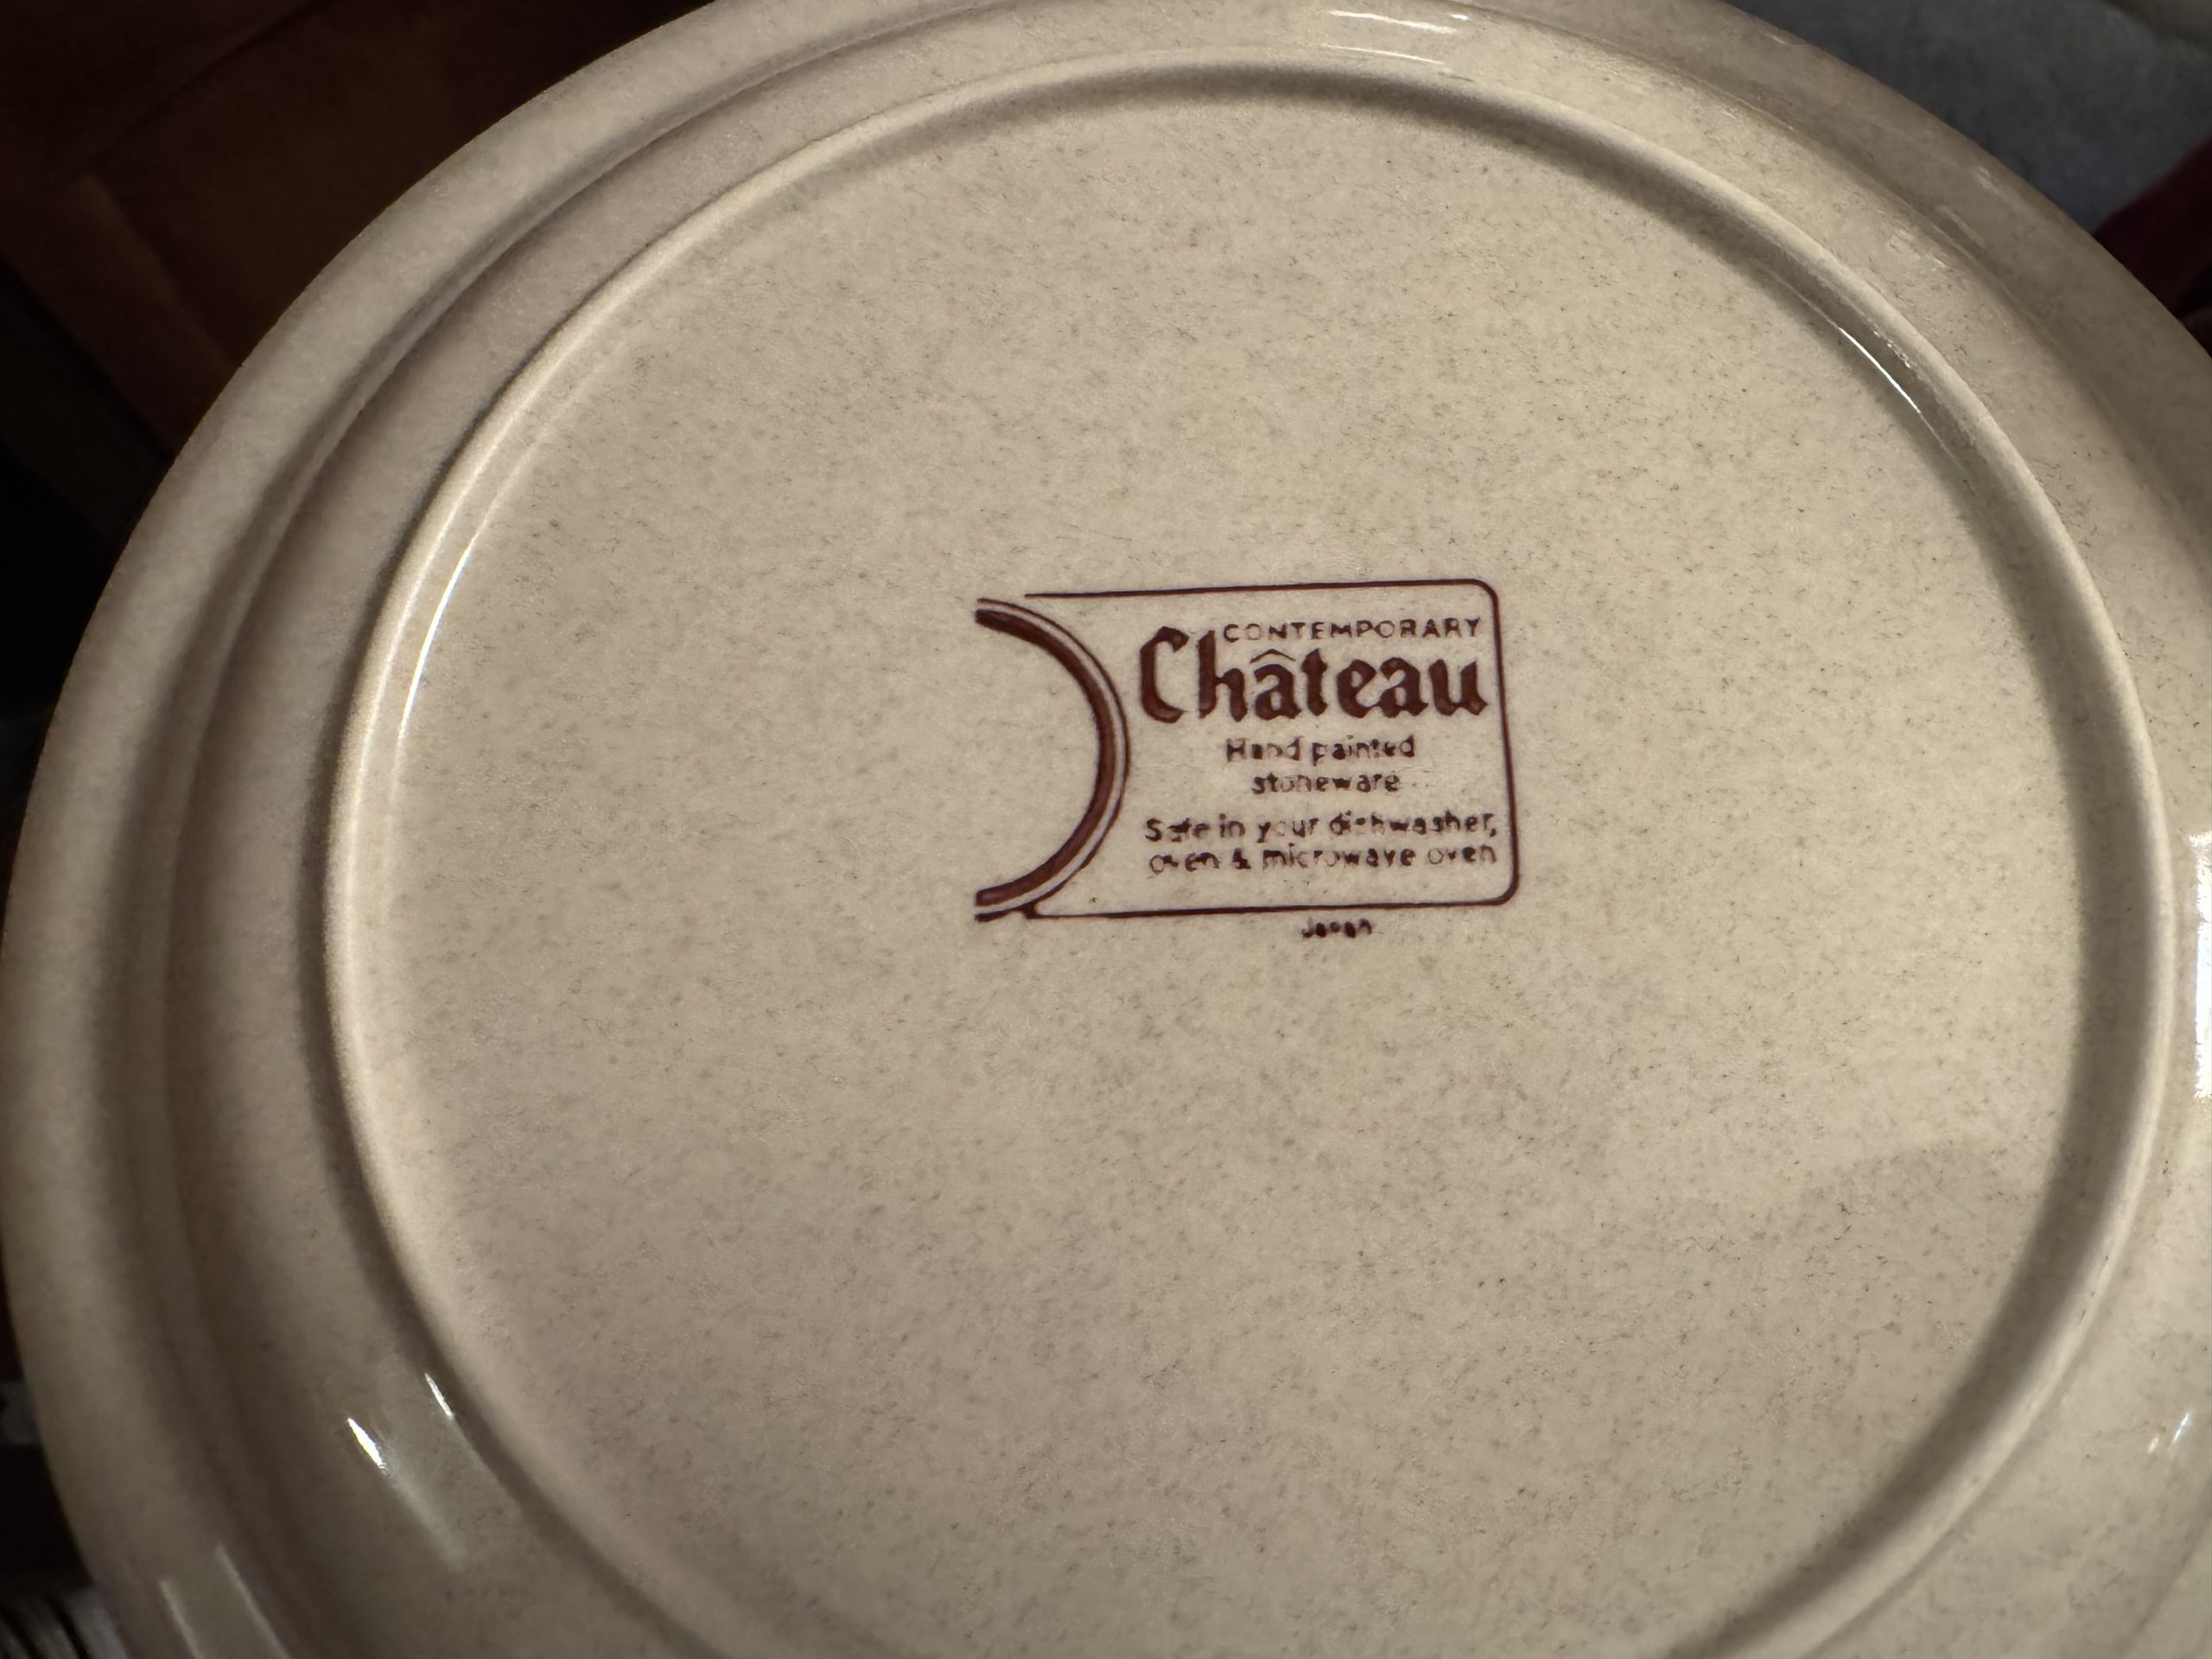 CONTEMPORARY
Château
Hand painted
stoneware
Safe in your dishwasher,
oven & microwave oven
Japan